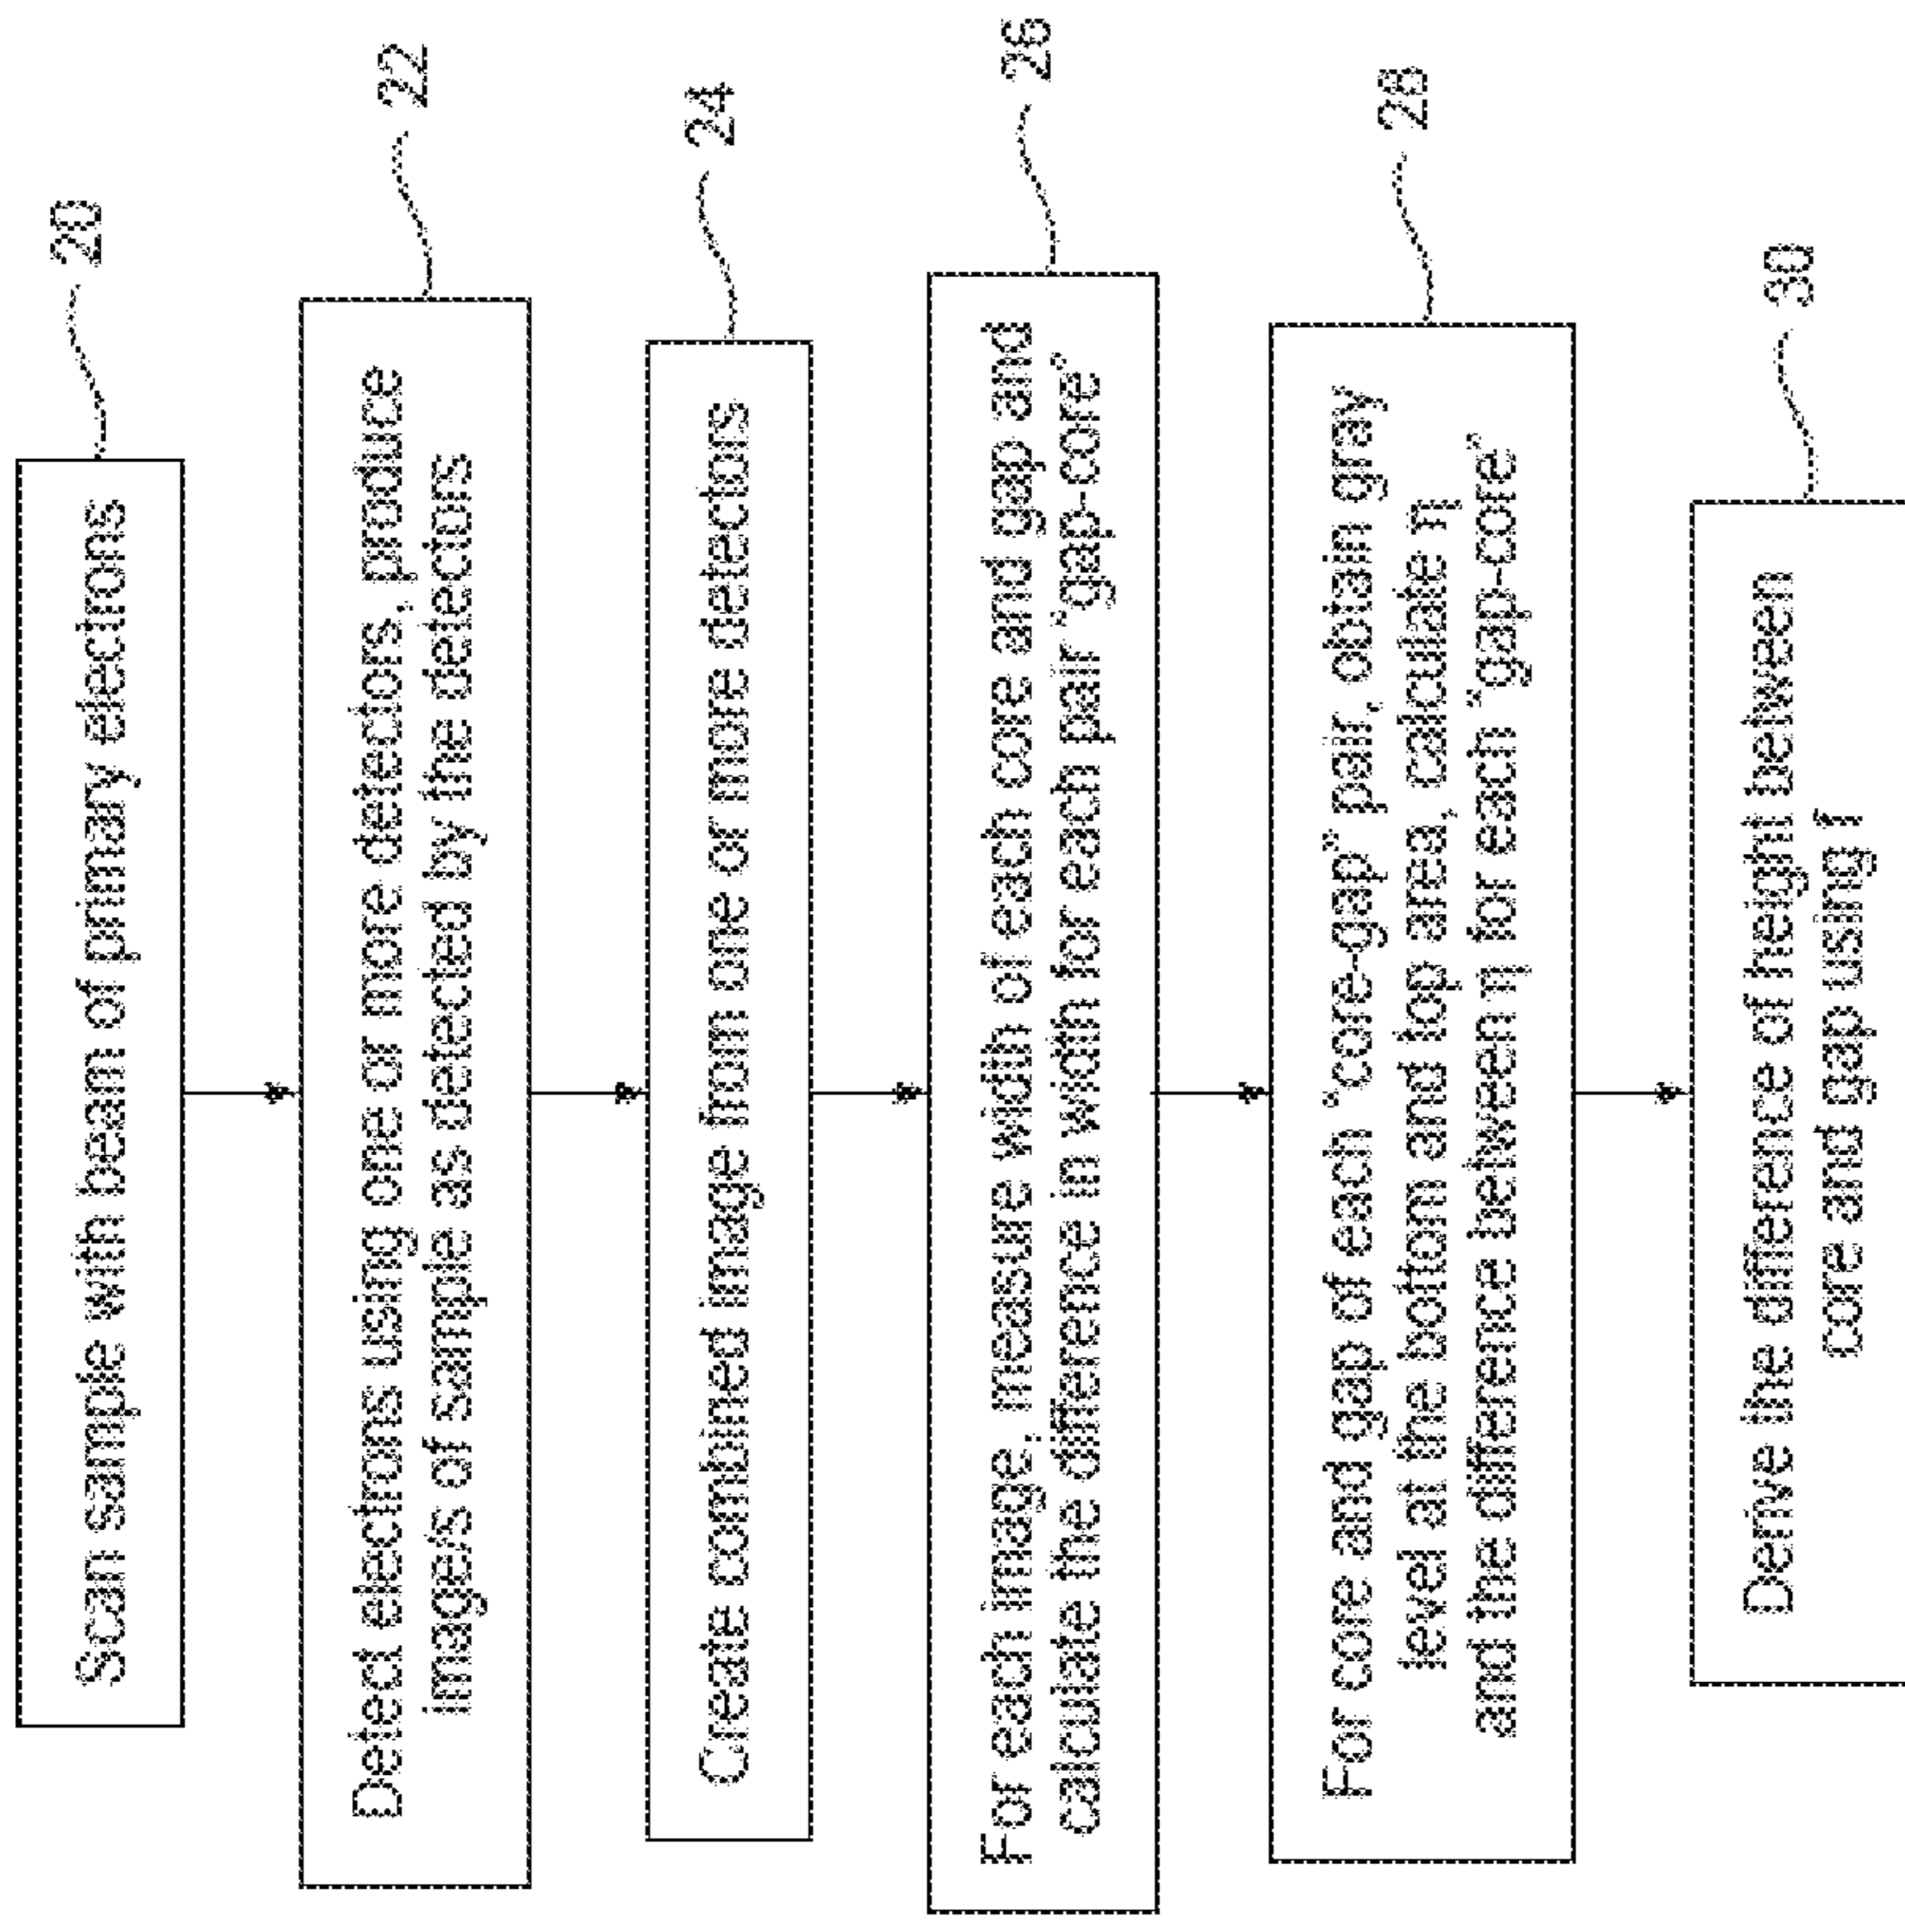 Scan sample with beam of primary electrons
20
Detect electrons using one or more detectors, produce
image/s of sample as detected by the detectors
22
Create combined image from one or more detectors
24
For each image, measure width of each core and gap and
calculate the difference in width for each pair "gap-core"
26
For core and gap of each "core-gap" pair, obtain gray
level at the bottom and top area, calculate η
and the difference between η for each "gap-core"
28
Derive the difference of height between
core and gap using f
30